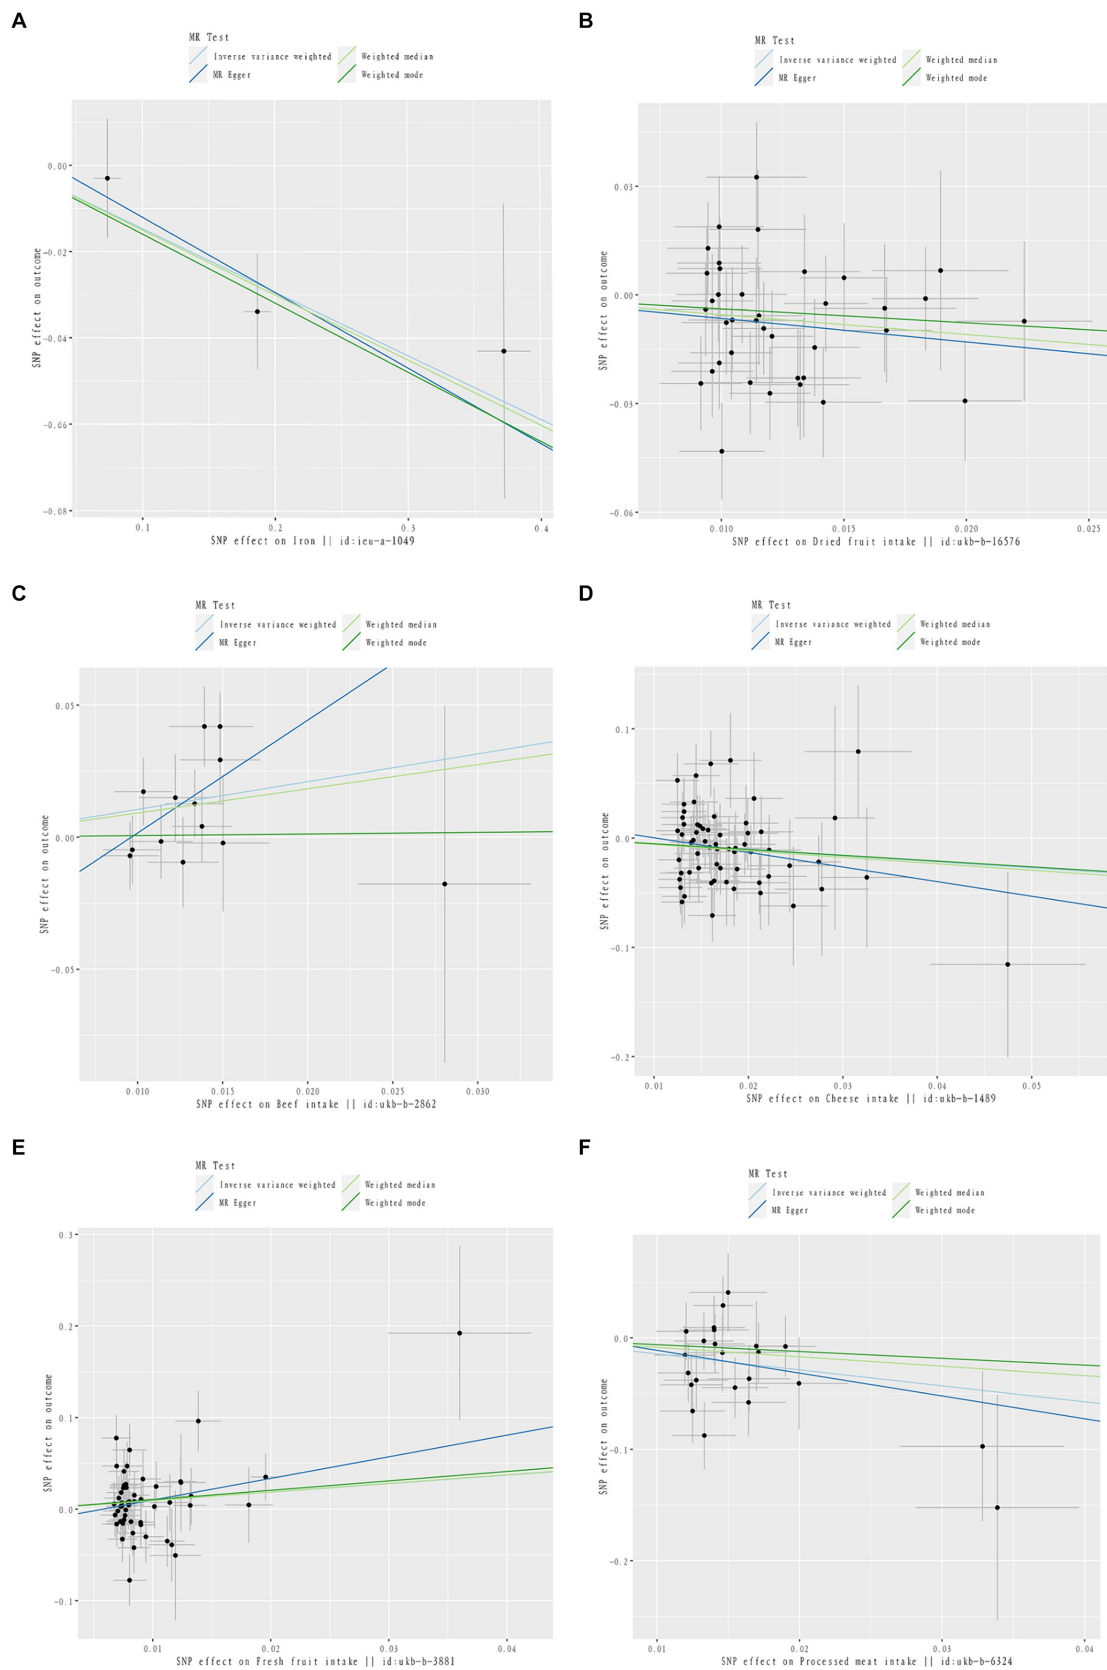 A
MR Test
Inverse variance weighted
Weighted median
MR Egger
Weighted mode
SNP effect on outcome
0.00
-0.02
-0.04
-0.06
-0.08
0.1
0.2
0.3
0.4
SNP effect on Iron || id:ieu-a-1049
B
MR Test
Inverse variance weighted
Weighted median
MR Egger
Weighted mode
SNP effect on outcome
0.03
0.00
-0.03
-0.06
0.010
0.015
0.020
0.025
SNP effect on Dried fruit intake || id:ukb-b-16576
C
MR Test
Inverse variance weighted
Weighted median
MR Egger
Weighted mode
SNP effect on outcome
0.05
0.00
-0.05
0.010
0.015
0.020
0.025
0.030
SNP effect on Beef intake || id:ukb-b-2862
D
MR Test
Inverse variance weighted
Weighted median
MR Egger
Weighted mode
SNP effect on outcome
0.1
0.0
-0.1
-0.2
0.01
0.02
0.03
0.04
0.05
SNP effect on Cheese intake || id:ukb-b-1489
E
MR Test
Inverse variance weighted
Weighted median
MR Egger
Weighted mode
SNP effect on outcome
0.3
0.2
0.1
0.0
-0.1
0.01
0.02
0.03
0.04
SNP effect on Fresh fruit intake || id:ukb-b-3881
F
MR Test
Inverse variance weighted
Weighted median
MR Egger
Weighted mode
SNP effect on outcome
0.0
-0.1
-0.2
0.01
0.02
0.03
0.04
SNP effect on Processed meat intake || id:ukb-b-6324